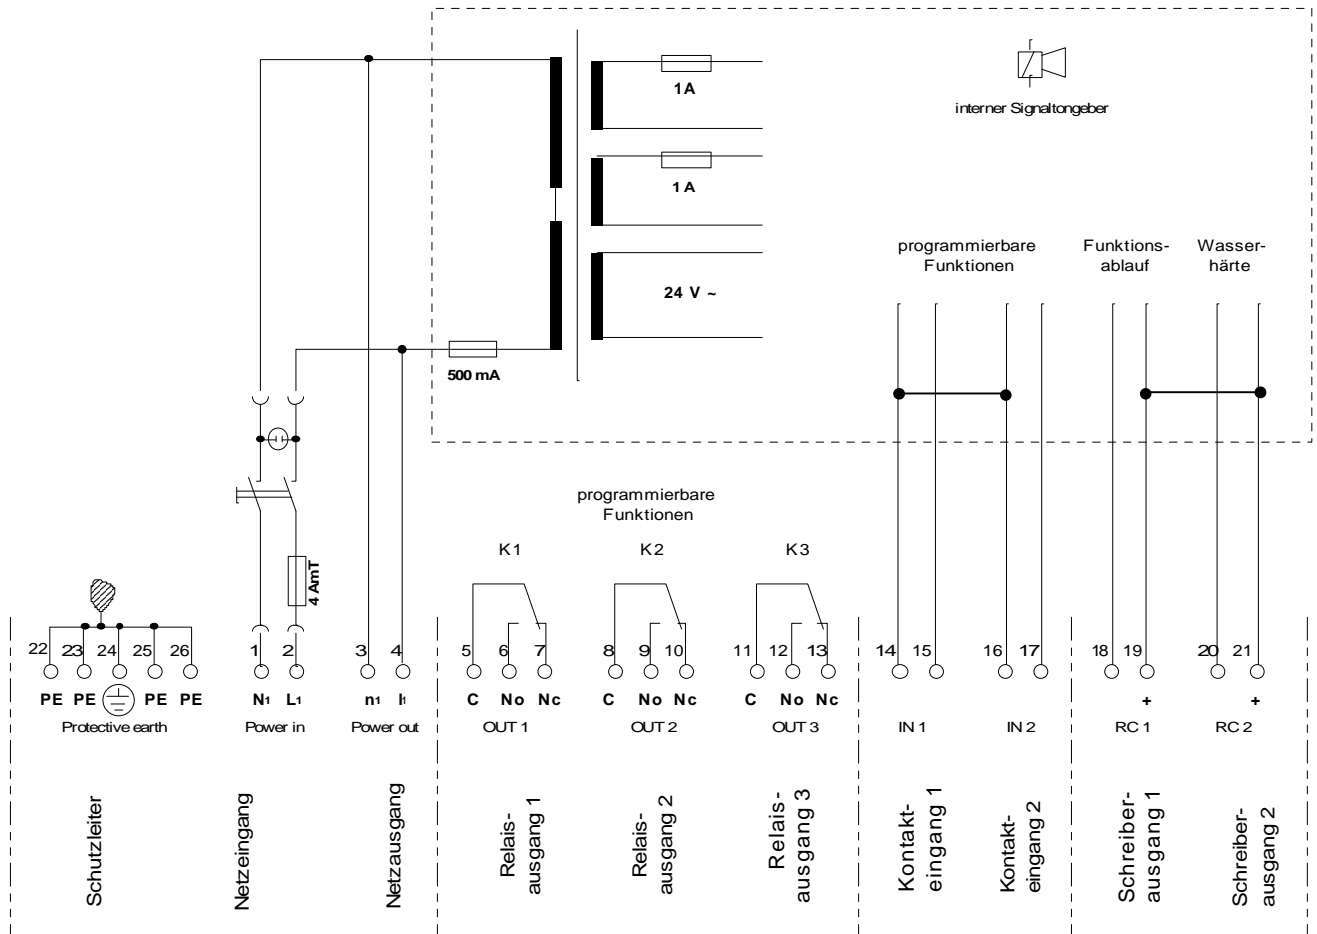 1A
interner Signaltongeber
1A
programmierbare
Funktionen
Funktions-
ablauf
Wasser-
härte
24 V ~
500 mA
programmierbare
Funktionen
K1
K2
K3
4 AmT
22 23 24 25 26 1 2 3 4 5 6 7 8 9 10 11 12 13 14 15 16 17 18 19 20 21
PE PE PE PE N1 L1 n1 l1 C No Nc C No Nc C No Nc + +
Protective earth
Power in
Power out
OUT 1
OUT 2
OUT 3
IN 1
IN 2
RC 1
RC 2
Schutzleiter
Netzeingang
Netzausgang
Relais-
ausgang 1
Relais-
ausgang 2
Relais-
ausgang 3
Kontakt-
eingang 1
Kontakt-
eingang 2
Schreiber-
ausgang 1
Schreiber-
ausgang 2